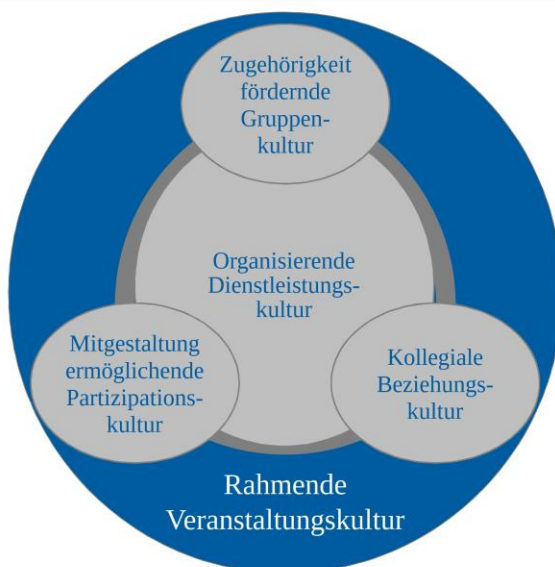 Zugehörigkeit
fördernde
Gruppen-
kultur
Organisierende
Dienstleistungs-
kultur
Mitgestaltung
ermöglichende
Partizipations-
kultur
Kollegiale
Beziehungs-
kultur
Rahmende
Veranstaltungskultur